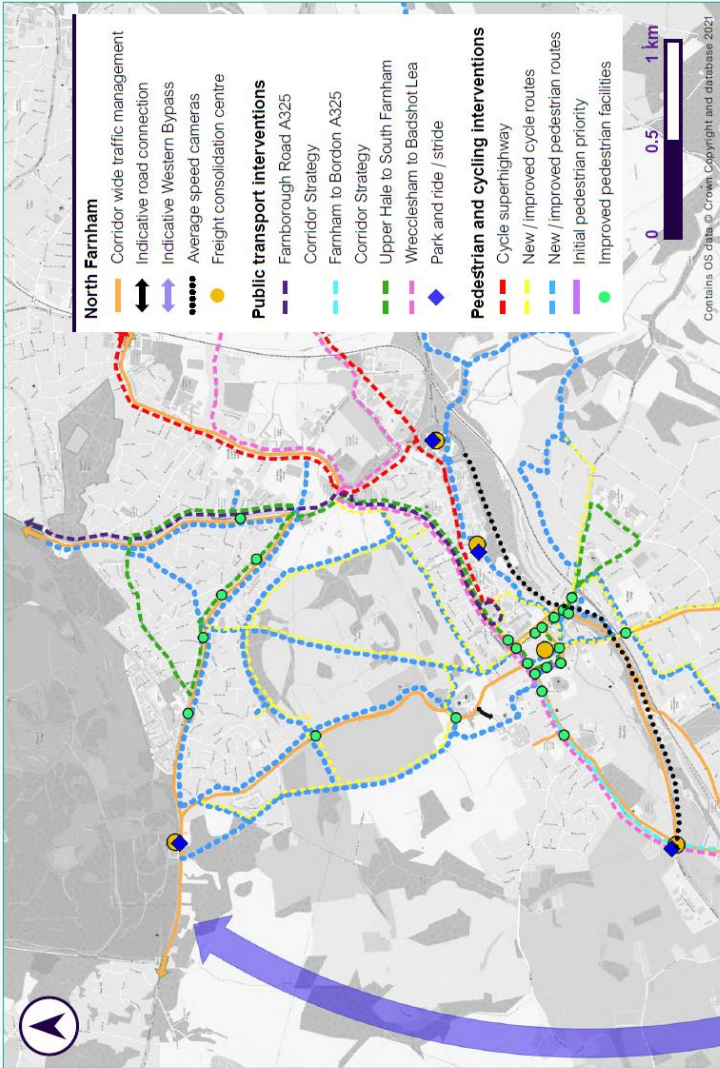 North Farnham
Corridor wide traffic management
Indicative road connection
Indicative Western Bypass
Average speed cameras
Freight consolidation centre
Public transport interventions
Farnborough Road A325
Corridor Strategy
Farnham to Bordon A325
Corridor Strategy
Upper Hale to South Farnham
Wrecclesham to Badshot Lea
Park and ride / stride
Pedestrian and cycling interventions
Cycle superhighway
New / improved cycle routes
New / improved pedestrian routes
Initial pedestrian priority
Improved pedestrian facilities
0 0.5 1 km
Contains OS data © Crown Copyright and database 2021